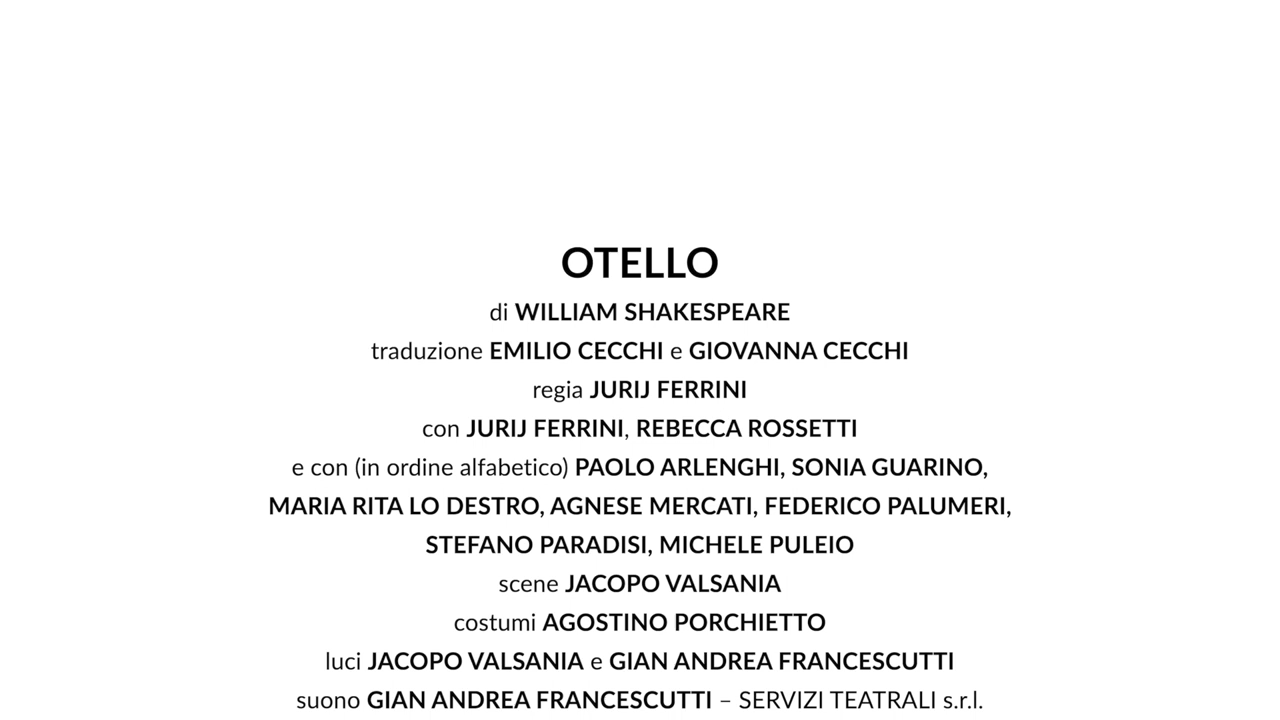 OTELLO
di WILLIAM SHAKESPEARE
traduzione EMILIO CECCHI e GIOVANNA CECCHI
regia JURIJ FERRINI
con JURIJ FERRINI, REBECCA ROSSETTI
e con (in ordine alfabetico) PAOLO ARLENGHI, SONIA GUARINO,
MARIA RITA LO DESTRO, AGNESE MERCATI, FEDERICO PALUMERI,
STEFANO PARADISI, MICHELE PULEIO
scene JACOPO VALSANIA
costumi AGOSTINO PORCHIETTO
luci JACOPO VALSANIA e GIAN ANDREA FRANCESCUTTI
suono GIAN ANDREA FRANCESCUTTI – SERVIZI TEATRALI s.r.l.